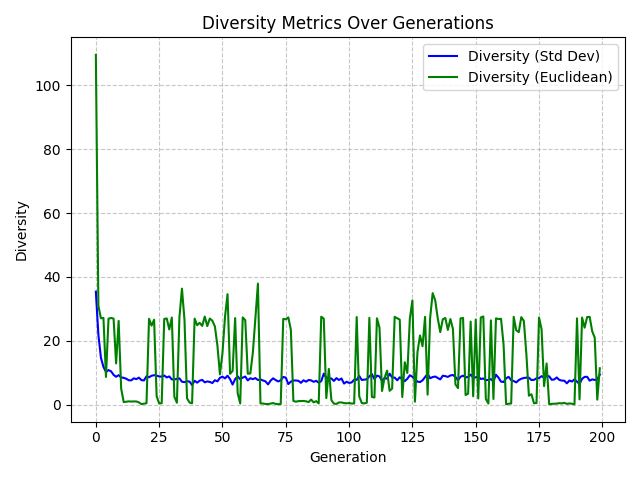 Diversity Metrics Over Generations
Diversity (Std Dev)
Diversity (Euclidean)
100
80
60
40
20
0
Diversity
0 25 50 75 100 125 150 175 200
Generation